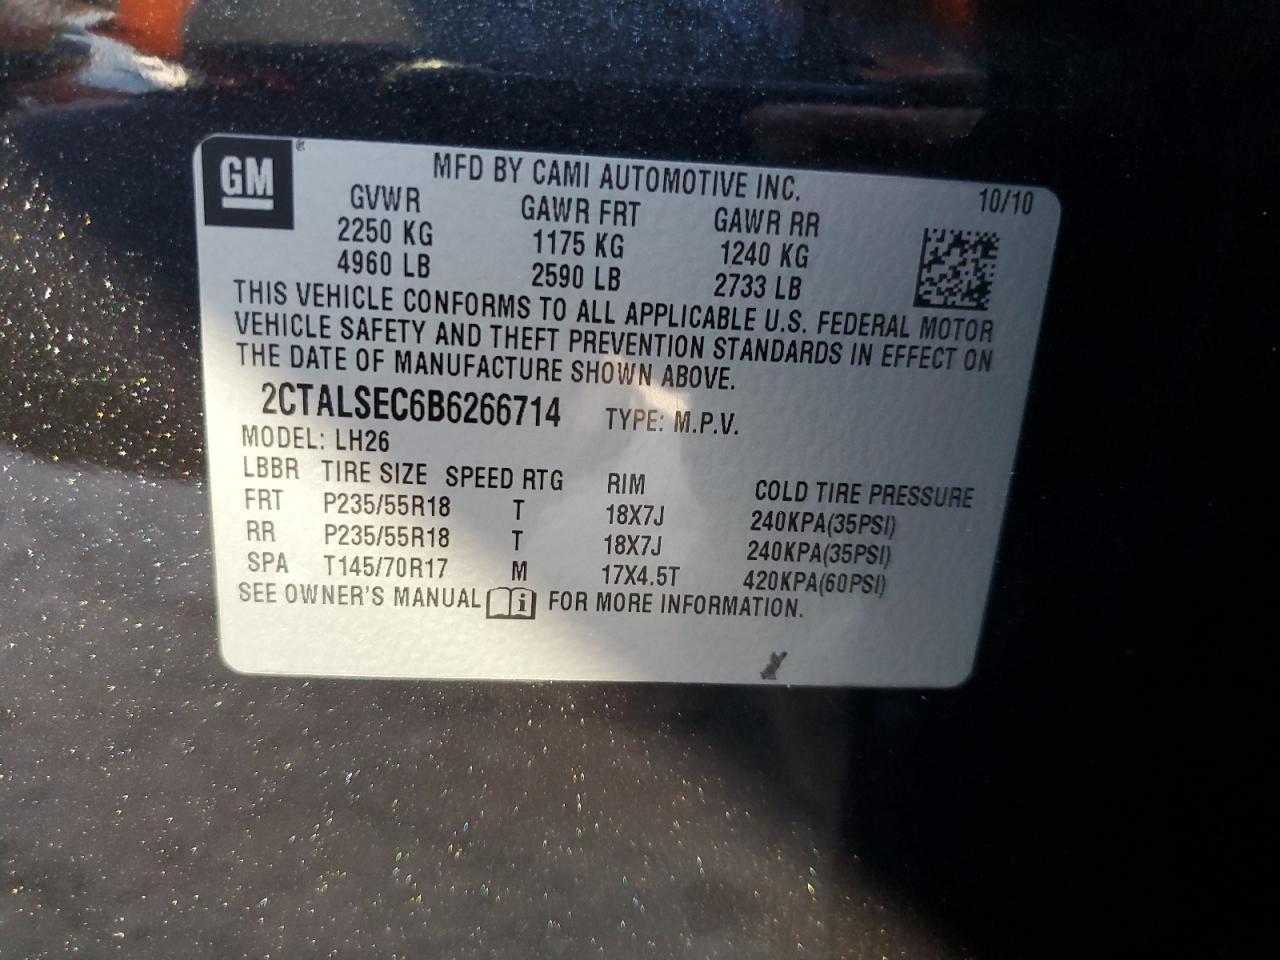 GM
MFD BY CAMI AUTOMOTIVE INC.
10/10
GVWR GAWR FRT GAWR RR
2250 KG 1175 KG 1240 KG
4960 LB 2590 LB 2733 LB
THIS VEHICLE CONFORMS TO ALL APPLICABLE U.S. FEDERAL MOTOR
VEHICLE SAFETY AND THEFT PREVENTION STANDARDS IN EFFECT ON
THE DATE OF MANUFACTURE SHOWN ABOVE.
2CTALSEC6B6266714 TYPE: M.P.V.
MODEL: LH26
LBBR TIRE SIZE SPEED RTG RIM COLD TIRE PRESSURE
FRT P235/55R18 T 18X7J 240KPA(35PSI)
RR P235/55R18 T 18X7J 240KPA(35PSI)
SPA T145/70R17 M 17X4.5T 420KPA(60PSI)
SEE OWNER'S MANUAL i FOR MORE INFORMATION.